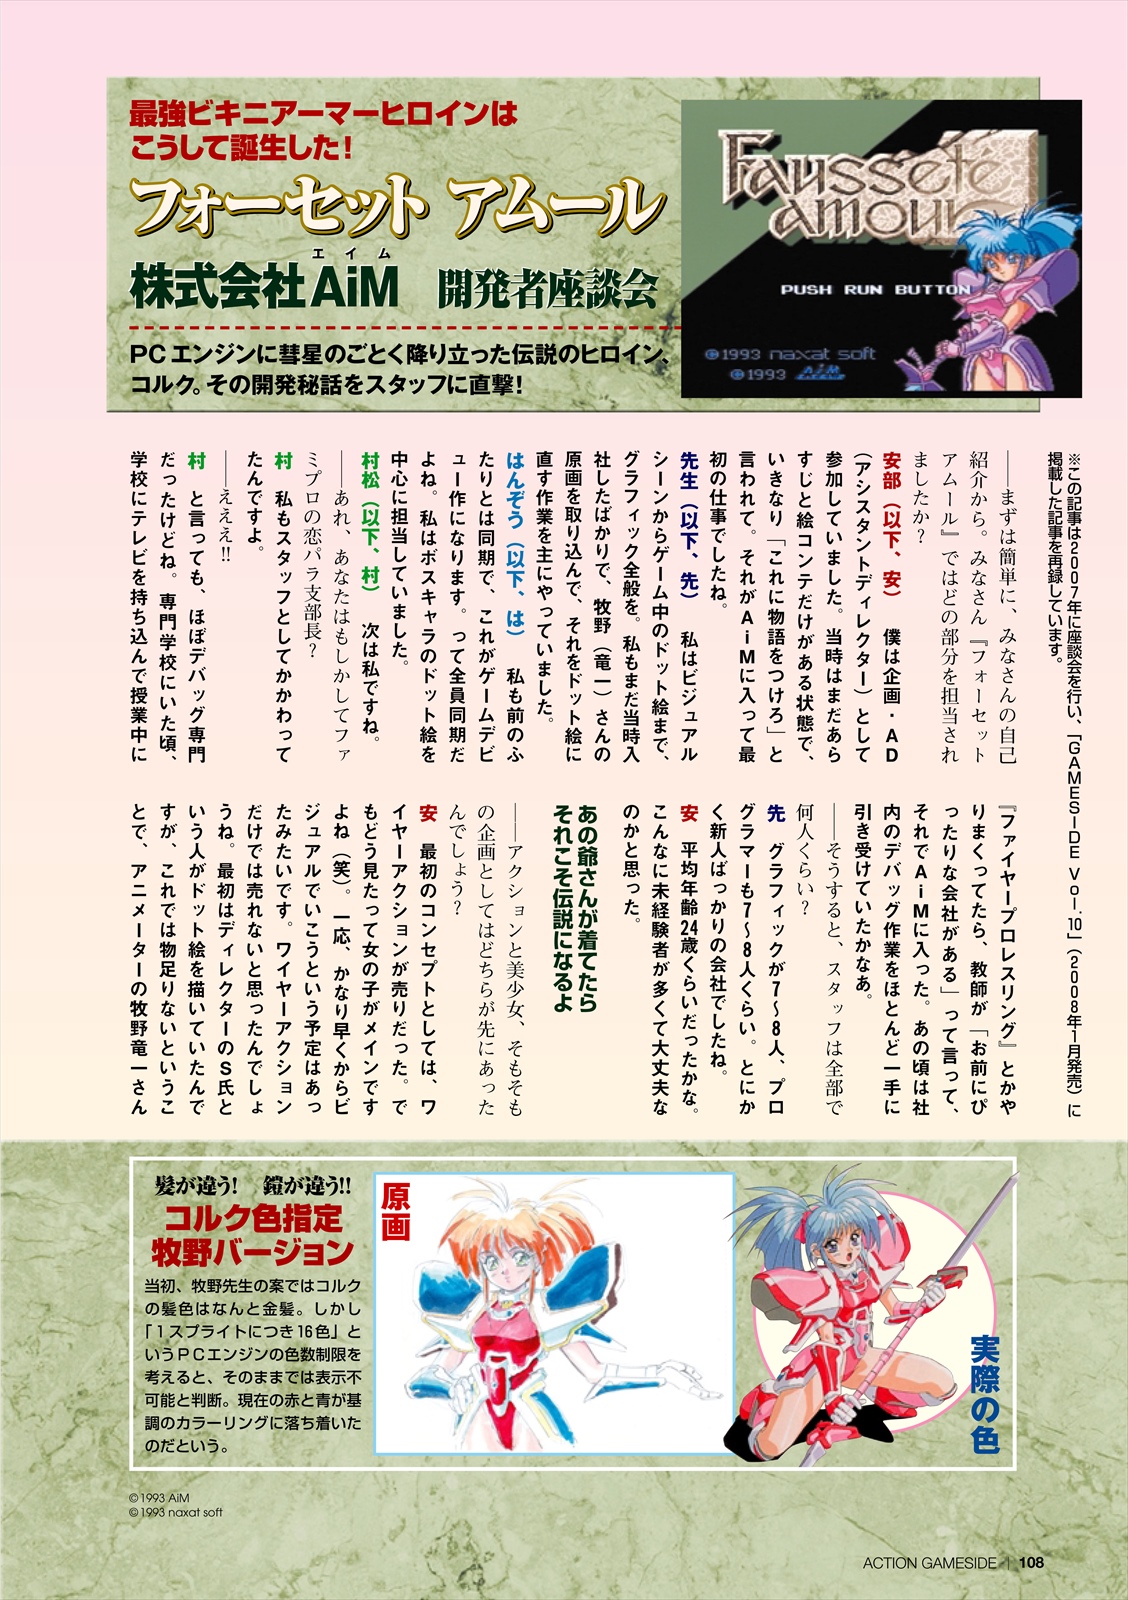 最強ビキニアーマーヒロインは
こうして誕生した!
フォーセット アムール
エイム
株式会社AiM 開発者座談会
PCエンジンに彗星のごとく降り立った伝説のヒロイン、
コルク。その開発秘話をスタッフに直撃!
Fausseté
amour
PUSH RUN BUTTON
©1993 naxat soft
©1993 AiM
※この記事は2007年に座談会を行い、「GAMESIDE Vol.10」(2008年1月発売)に
掲載した記事を再録しています。
――まずは簡単に、みなさんの自己
紹介から。みなさん『フォーセット
アムール』ではどの部分を担当され
ましたか?
安部(以下、安) 僕は企画・AD
(アシスタントディレクター)として
参加していました。当時はまだあら
すじと絵コンテだけがある状態で、
いきなり「これに物語をつけろ」と
言われて。それがAiMに入って最
初の仕事でしたね。
先生(以下、先) 私はビジュアル
シーンからゲーム中のドット絵まで、
グラフィック全般を。私もまだ当時入
社したばかりで、牧野(竜一)さんの
原画を取り込んで、それをドット絵に
直す作業を主にやっていました。
はんぞう(以下、は) 私も前のふ
たりとは同期で、これがゲームデビ
ュー作になります。って全員同期だ
よね。私はボスキャラのドット絵を
中心に担当していました。
村松(以下、村) 次は私ですね。
――あれ、あなたはもしかしてファ
ミプロの恋パラ支部長?
村 私もスタッフとしてかかわって
たんですよ。
――えええ!!
村 と言っても、ほぼデバッグ専門
だったけどね。専門学校にいた頃、
学校にテレビを持ち込んで授業中に
『ファイヤープロレスリング』とかや
りまくってたら、教師が「お前にぴ
ったりな会社がある」って言って、
それでAiMに入った。あの頃は社
内のデバッグ作業をほとんど一手に
引き受けていたかなあ。
――そうすると、スタッフは全部で
何人くらい?
先 グラフィックが7〜8人、プロ
グラマーも7〜8人くらい。とにか
く新人ばっかりの会社でしたね。
安 平均年齢24歳くらいだったかな。
こんなに未経験者が多くて大丈夫な
のかと思った。
あの爺さんが着てたら
それこそ伝説になるよ
――アクションと美少女、そもそも
の企画としてはどちらが先にあった
んでしょう?
安 最初のコンセプトとしては、ワ
イヤーアクションが売りだった。で
もどう見たって女の子がメインです
よね(笑)。一応、かなり早くからビ
ジュアルでいこうという予定はあっ
たみたいです。ワイヤーアクション
だけでは売れないと思ったんでしょ
うね。最初はディレクターのS氏と
いう人がドット絵を描いていたんで
すが、これでは物足りないというこ
とで、アニメーターの牧野竜一さん
髪が違う! 鎧が違う!!
コルク色指定
牧野バージョン
当初、牧野先生の案ではコルク
の髪色はなんと金髪。しかし
「1スプライトにつき16色」と
いうPCエンジンの色数制限を
考えると、そのままでは表示不
可能と判断。現在の赤と青が基
調のカラーリングに落ち着いた
のだという。
原画
実際の色
©1993 AiM
©1993 naxat soft
ACTION GAMESIDE | 108